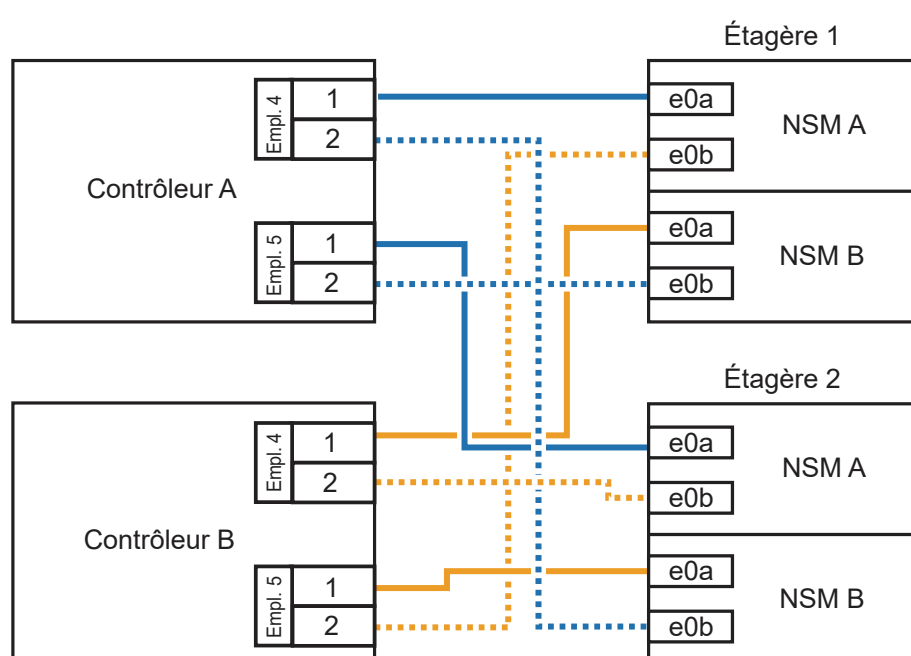 Étagère 1
Contrôleur A
Empl. 4
1
2
Empl. 5
1
2
e0a
e0b
NSM A
e0a
e0b
NSM B
Étagère 2
Contrôleur B
Empl. 4
1
2
Empl. 5
1
2
e0a
e0b
NSM A
e0a
e0b
NSM B